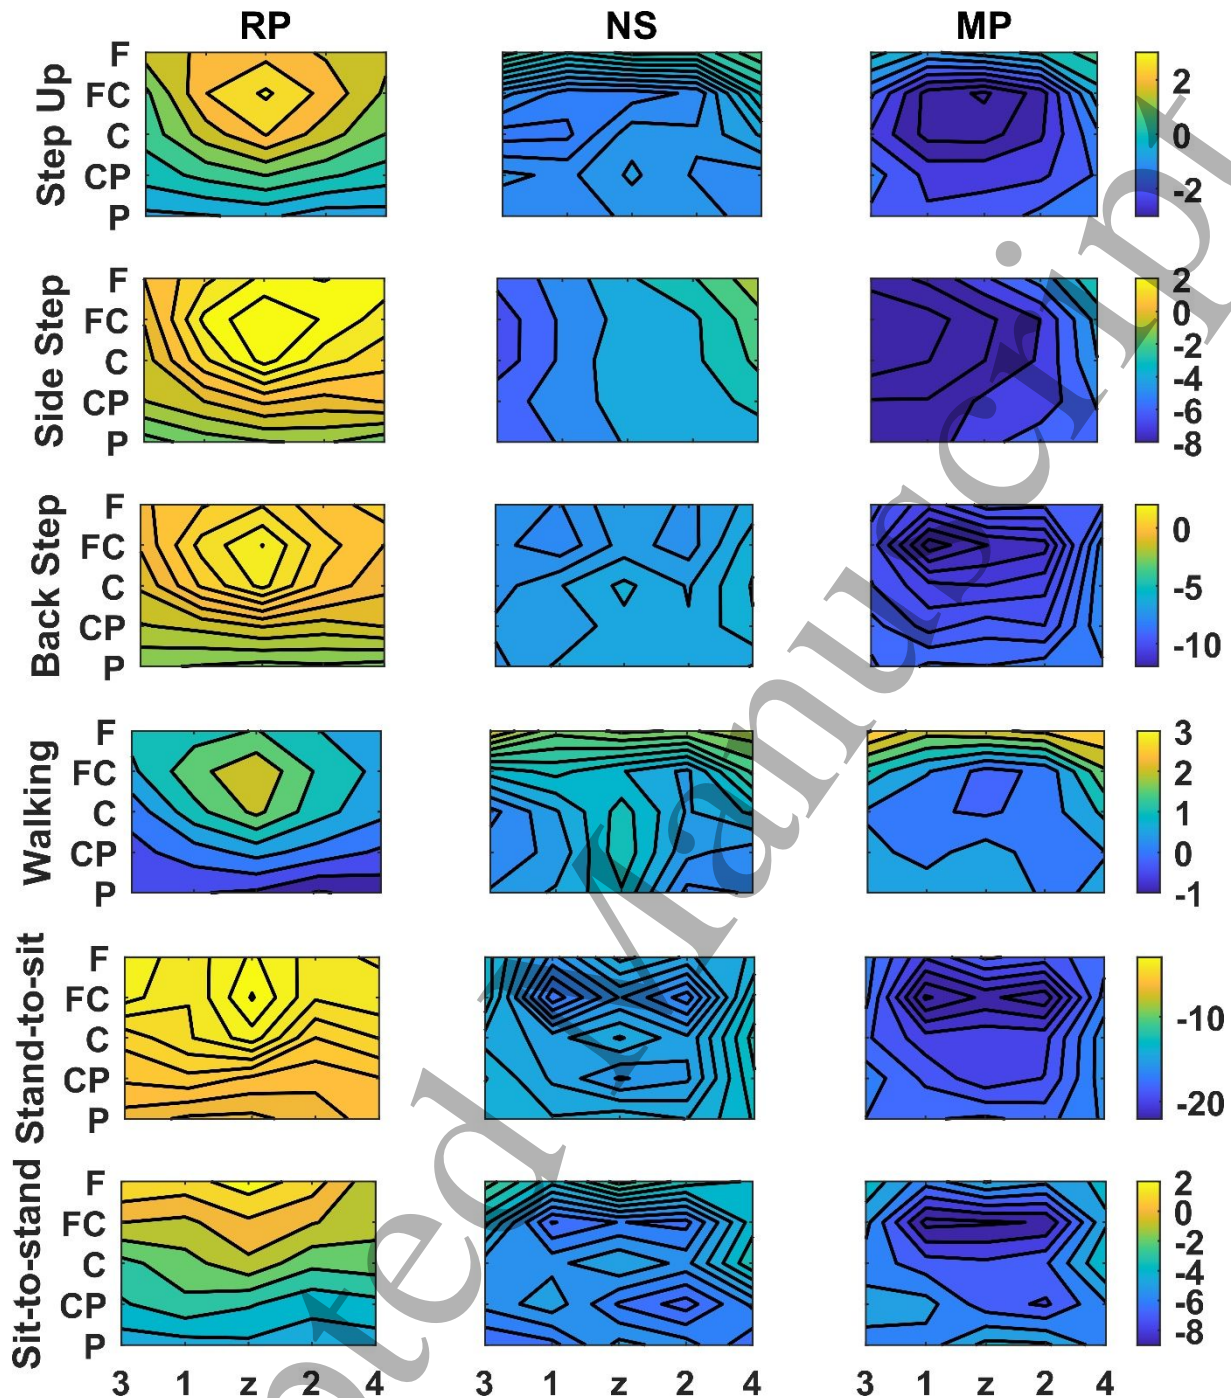 RP NS MP
Step Up
F
FC
C
CP
P
2
0
-2
Side Step
F
FC
C
CP
P
2
0
-2
-4
-6
-8
Back Step
F
FC
C
CP
P
0
-5
-10
Walking
F
FC
C
CP
P
3
2
1
0
-1
Stand-to-sit
F
FC
C
CP
P
-10
-20
Sit-to-stand
F
FC
C
CP
P
2
0
-2
-4
-6
-8
3 1 z 2 4 3 1 z 2 4 3 1 z 2 4
ted Manuscript